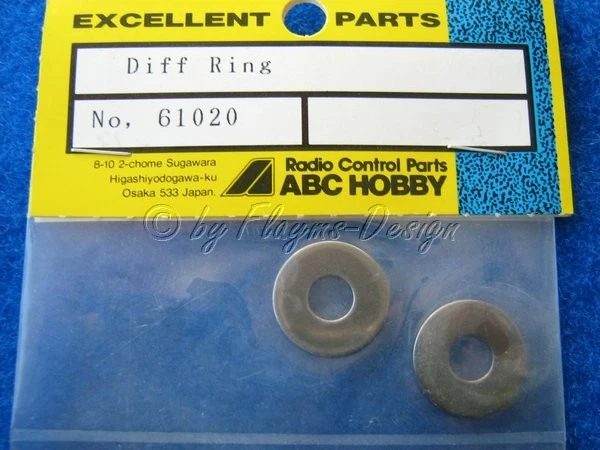 EXCELLENT PARTS
Diff Ring
No, 61020
8-10 2-chome Sugawara
Higashiyodogawa-ku
Osaka 533 Japan.
Radio Control Parts
ABC HOBBY
© by Flayms-Design